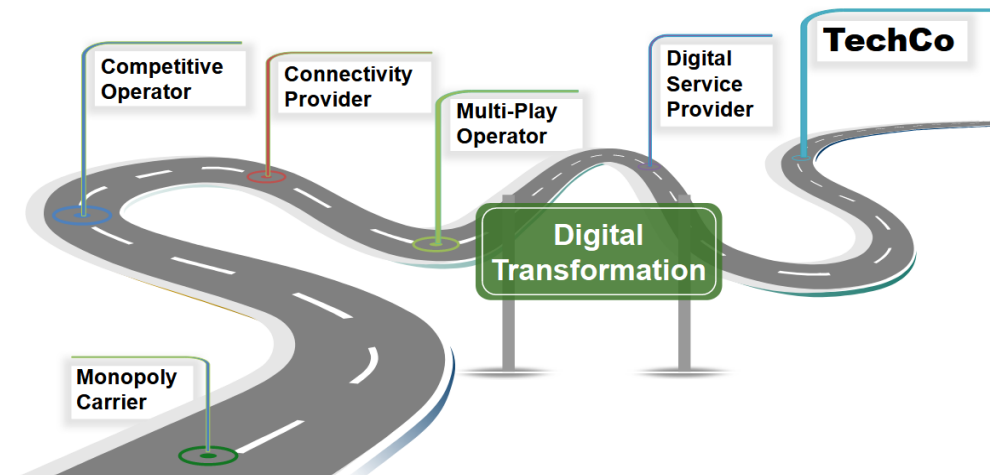 Competitive
Operator
Connectivity
Provider
Multi-Play
Operator
Digital
Service
Provider
TechCo
Digital
Transformation
Monopoly
Carrier